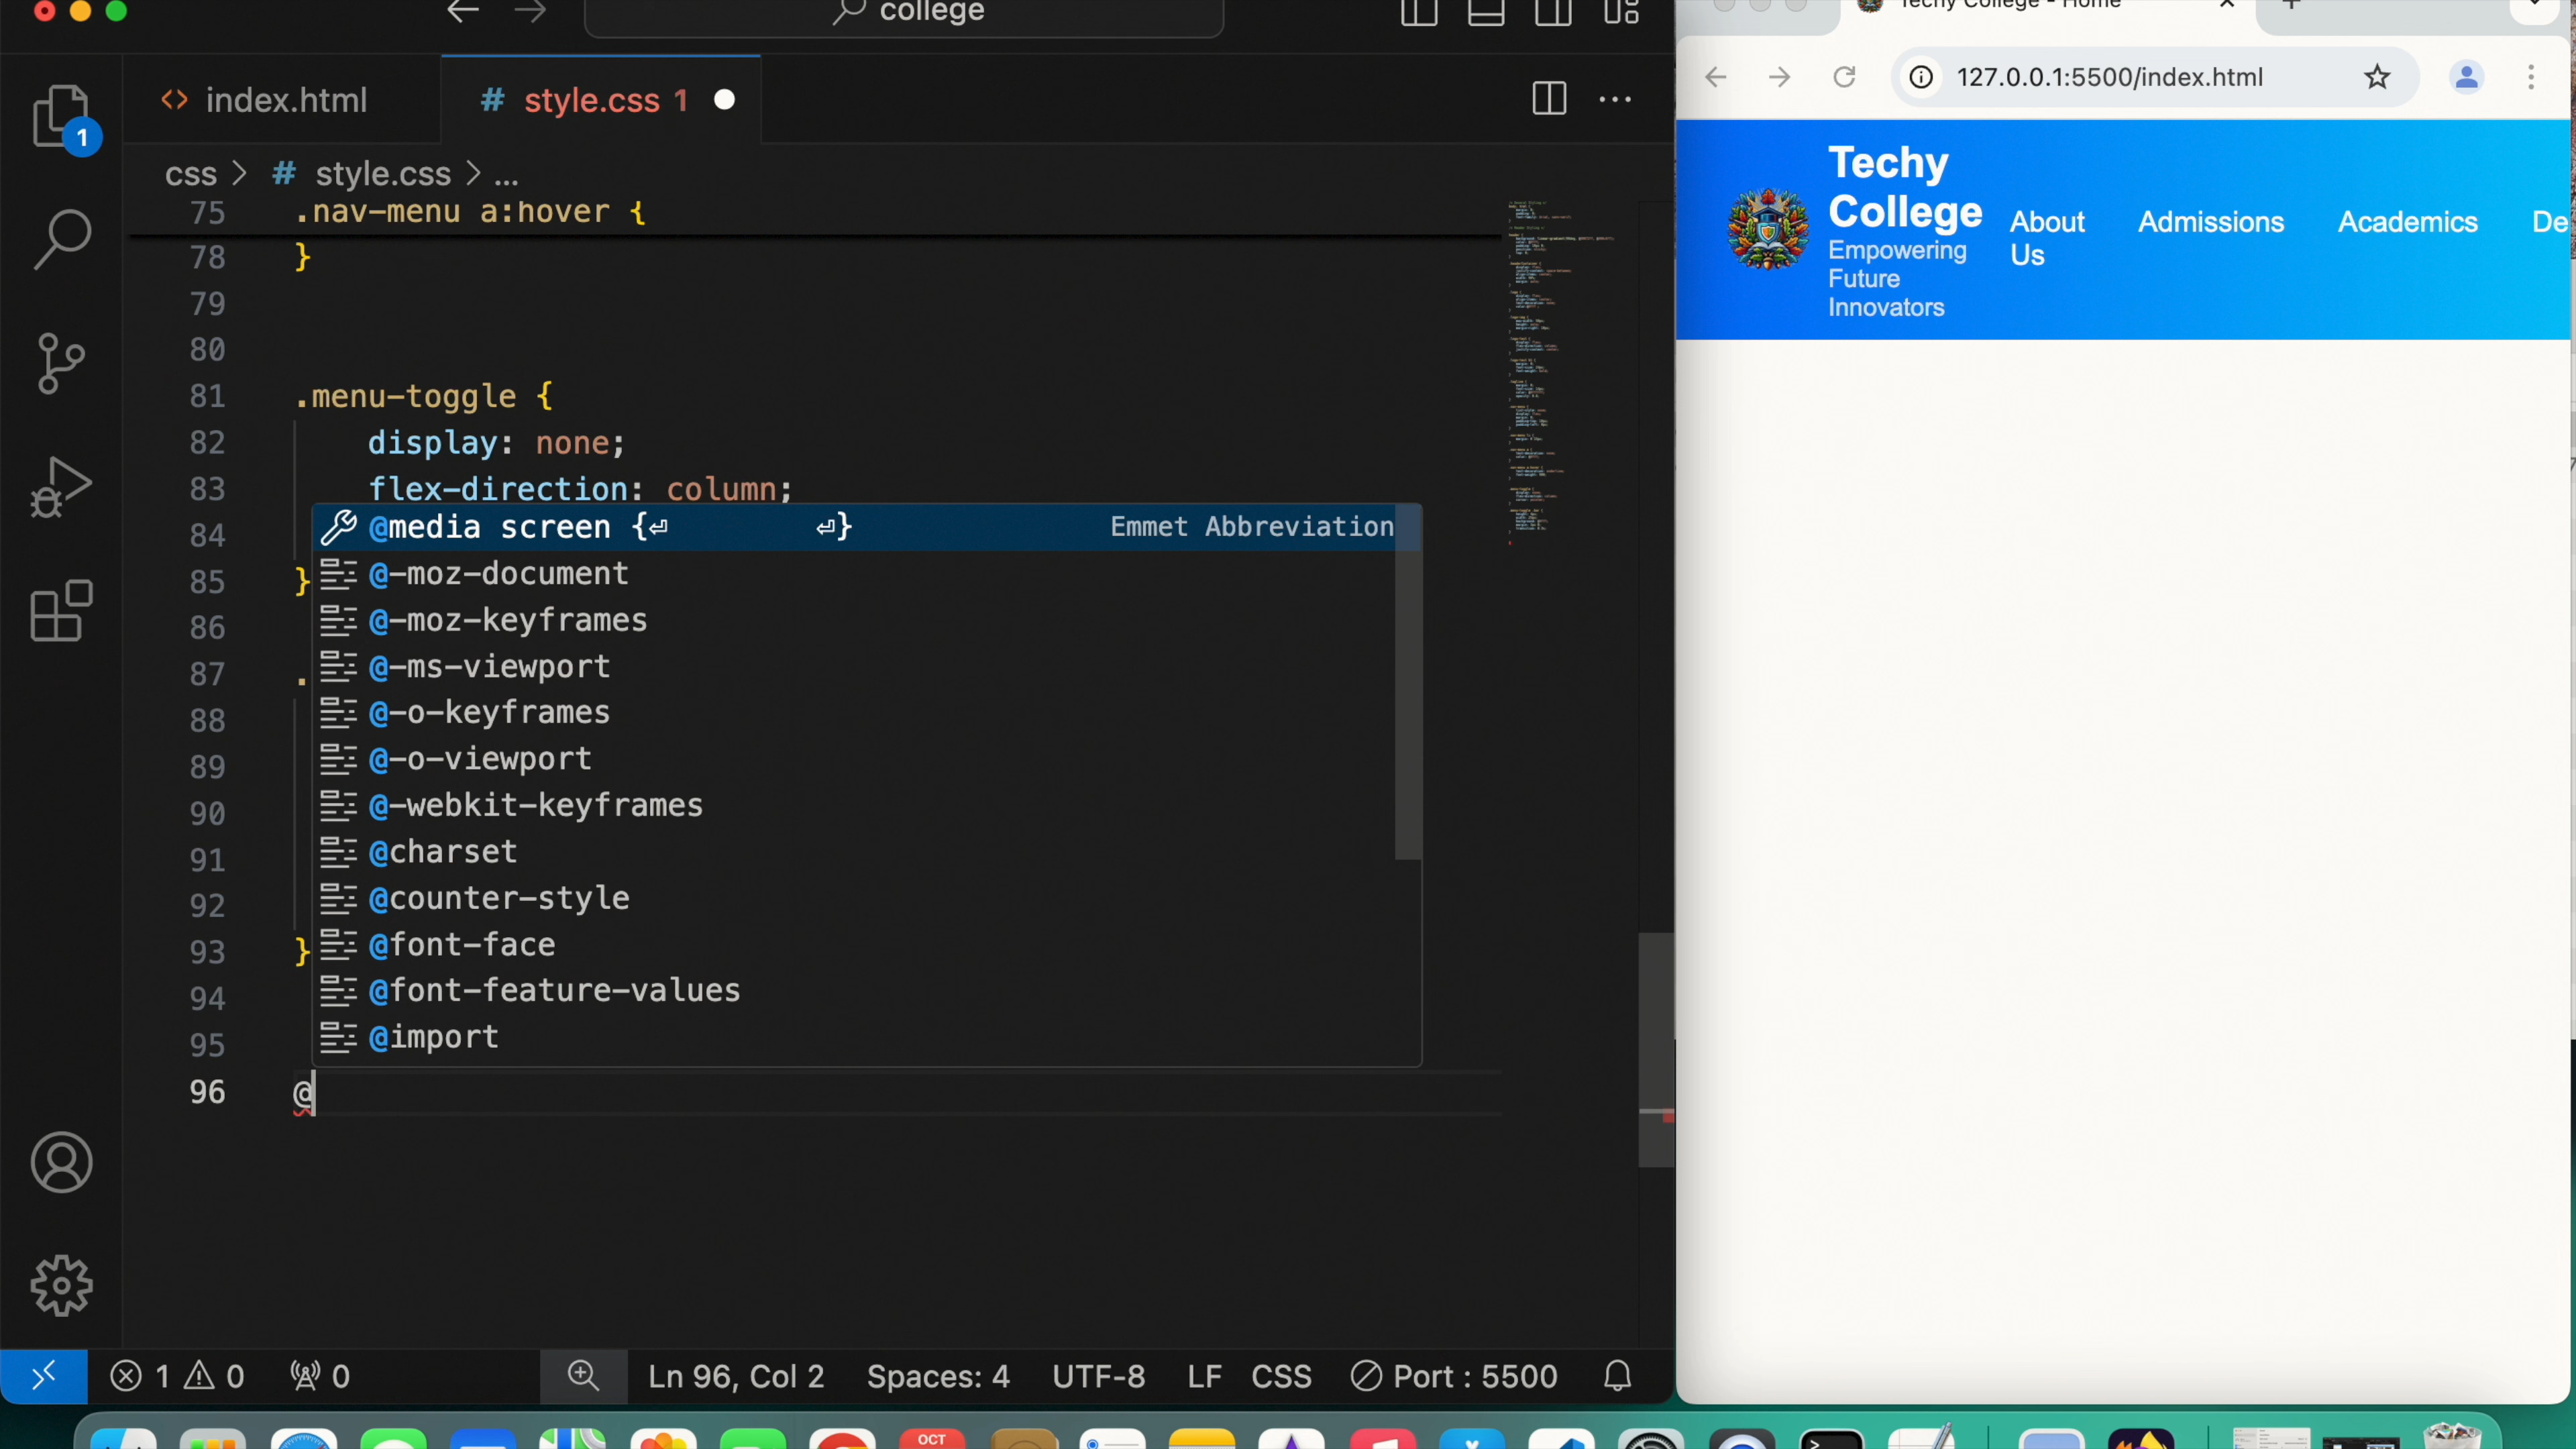 college
index.html
style.css 1
css > # style.css > ...
75 .nav-menu a:hover {
78 }
79
80
81 .menu-toggle {
82 display: none;
83 flex-direction: column;
84
85 }
86
87 .
88
89
90
91
92
93 }
94
95
96 @
@media screen {⏎ ⏎} Emmet Abbreviation
@-moz-document
@-moz-keyframes
@-ms-viewport
@-o-keyframes
@-o-viewport
@-webkit-keyframes
@charset
@counter-style
@font-face
@font-feature-values
@import
1
1 0 0 Ln 96, Col 2 Spaces: 4 UTF-8 LF CSS Port : 5500
Techy College - Home
127.0.0.1:5500/index.html
Techy
College
Empowering
Future
Innovators
About
Us
Admissions
Academics
De
OCT